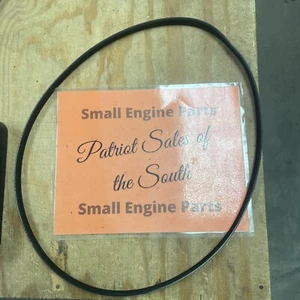 Small Engine Parts
Patriot Sales of
the South
Small Engine Parts